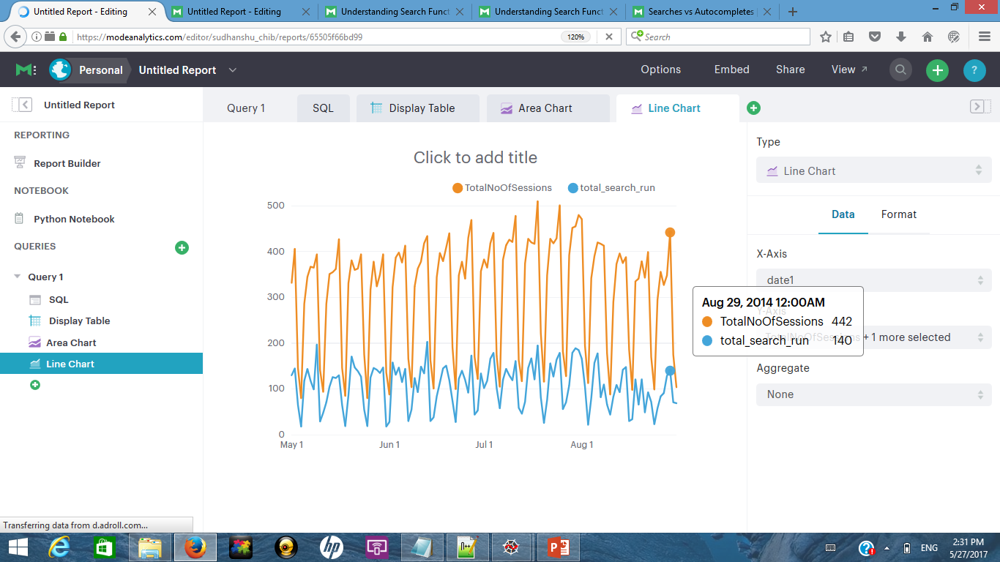 Untitled Report - Editing
Untitled Report - Editing
Understanding Search Funct
Understanding Search Funct
Searches vs Autocompletes
https://modeanalytics.com/editor/sudhanshu_chib/reports/65505f66bd99
120%
Search
Personal
Untitled Report
Options
Embed
Share
View
?
Untitled Report
Query 1
SQL
Display Table
Area Chart
Line Chart
REPORTING
Report Builder
NOTEBOOK
Python Notebook
QUERIES
Query 1
SQL
Display Table
Area Chart
Line Chart
Click to add title
TotalNoOfSessions
total_search_run
500
400
300
200
100
0
May 1
Jun 1
Jul 1
Aug 1
Type
Line Chart
Data
Format
X-Axis
date1
Aug 29, 2014 12:00AM
TotalNoOfSessions 442
total_search_run 140
Y-Axis
TotalNoOfSessions + 1 more selected
Aggregate
None
Transferring data from d.adroll.com...
hp
ENG
2:31 PM
5/27/2017